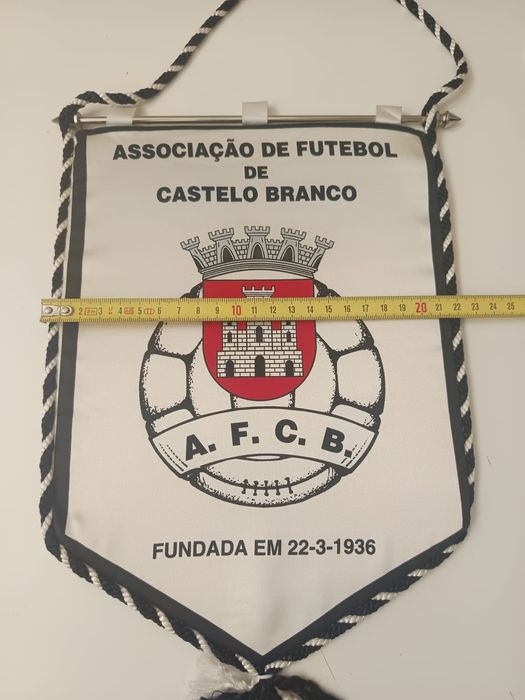 ASSOCIAÇÃO DE FUTEBOL
DE
CASTELO BRANCO
2 3 4 5 6 7 8 9 10 11 12 13 14 15 16 17 18 19 20 21 22 23 24 25
A. F. C. B.
FUNDADA EM 22-3-1936